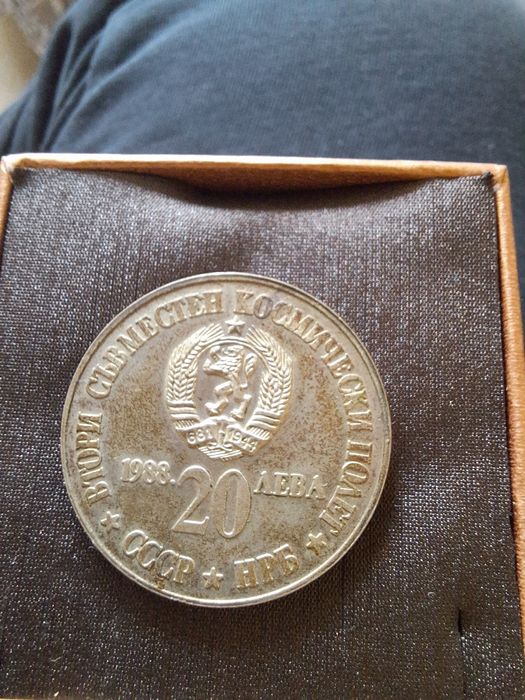 ВТОРИ СЪВМЕСТЕН КОСМИЧЕСКИ ПОЛЕТ
681 1944
1988. 20 ЛЕВА
★ СССР ★ НРБ ★